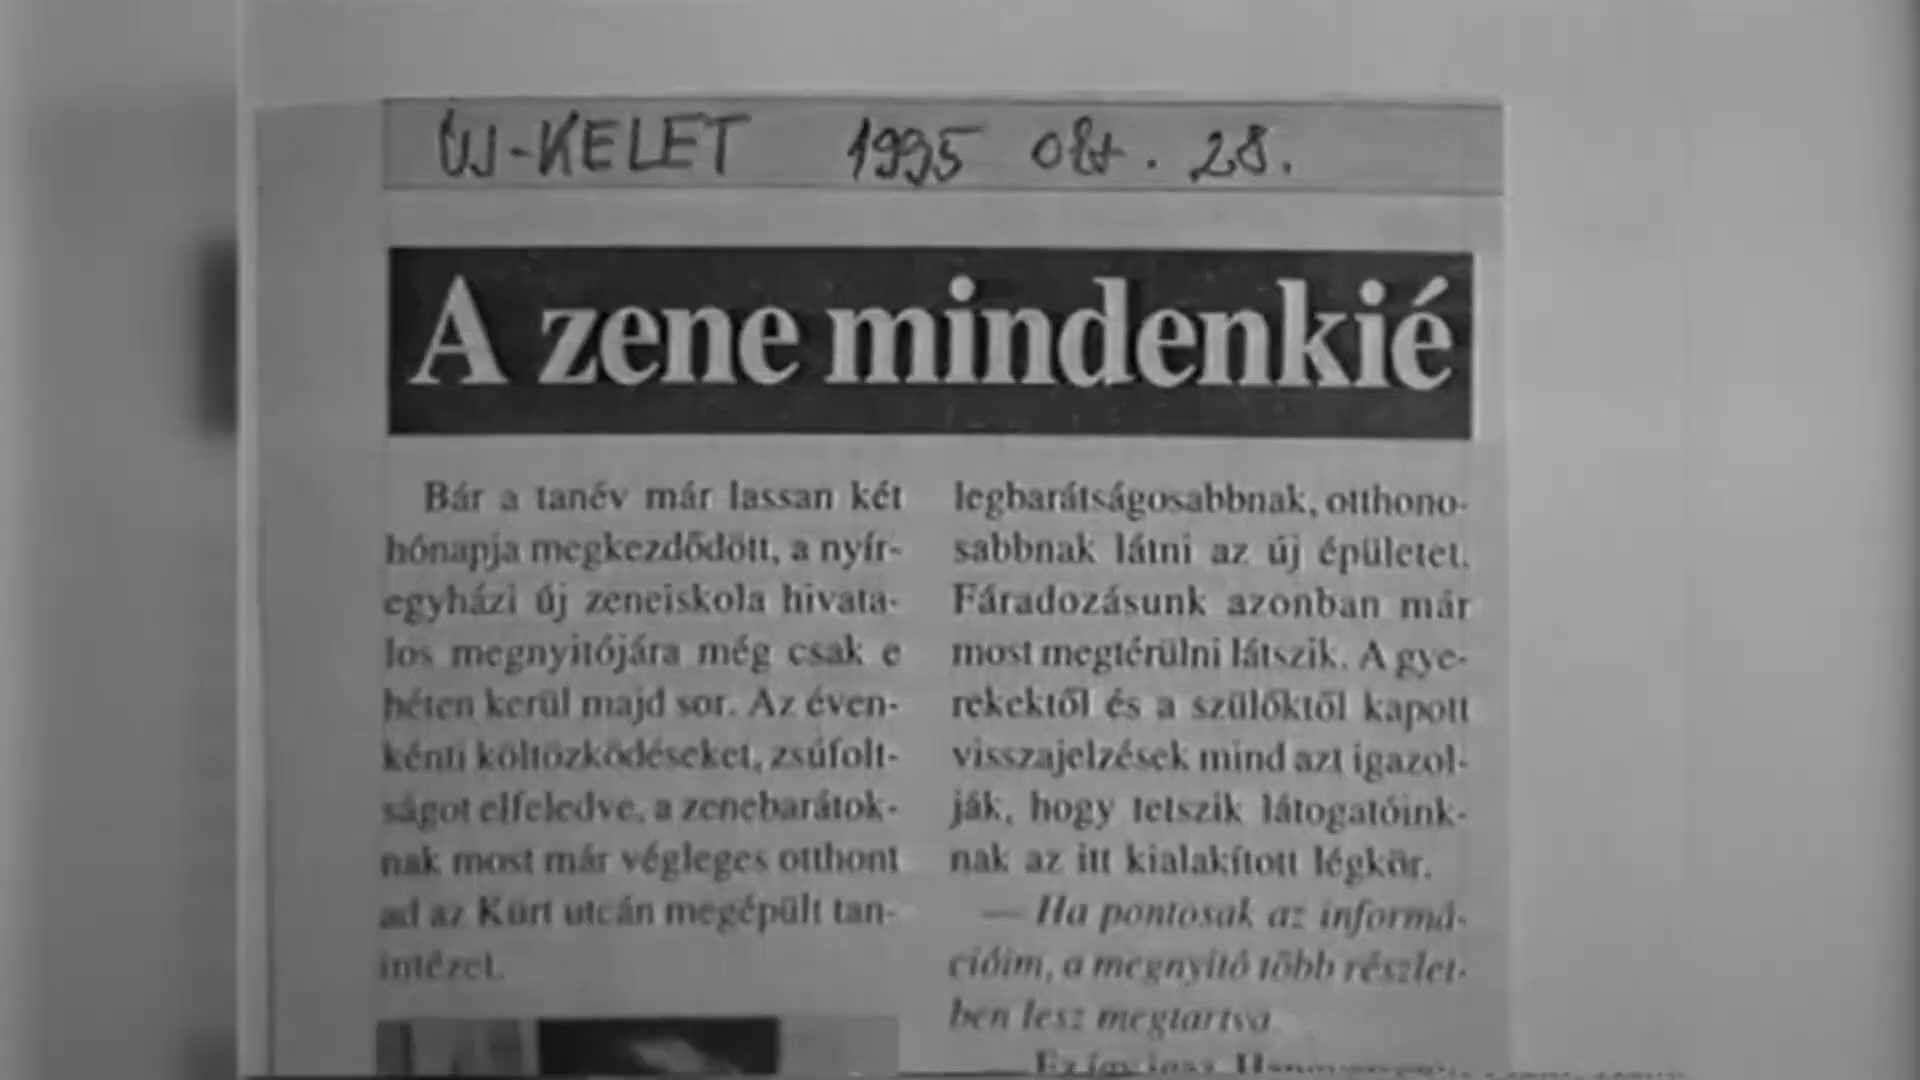 ÚJ-KELET 1995 okt. 28.
A zene mindenkié
Bár a tanév már lassan két
hónapja megkezdődött, a nyír-
egyházi új zeneiskola hivata-
los megnyitójára még csak e
héten kerül majd sor. Az éven-
kénti költözködéseket, zsúfolt-
ságot elfeledve, a zenebarátok-
nak most már végleges otthont
ad az Kürt utcán megépült tan-
intézet.
legbarátságosabbnak, otthono-
sabbnak látni az új épületet.
Fáradozásunk azonban már
most megtérülni látszik. A gye-
rekektől és a szülőktől kapott
visszajelzések mind azt igazol-
ják, hogy tetszik látogatóink-
nak az itt kialakított légkör.
— Ha pontosak az informá-
cióim, a megnyitó több részlet-
ben lesz megtartva
Ez így igaz.